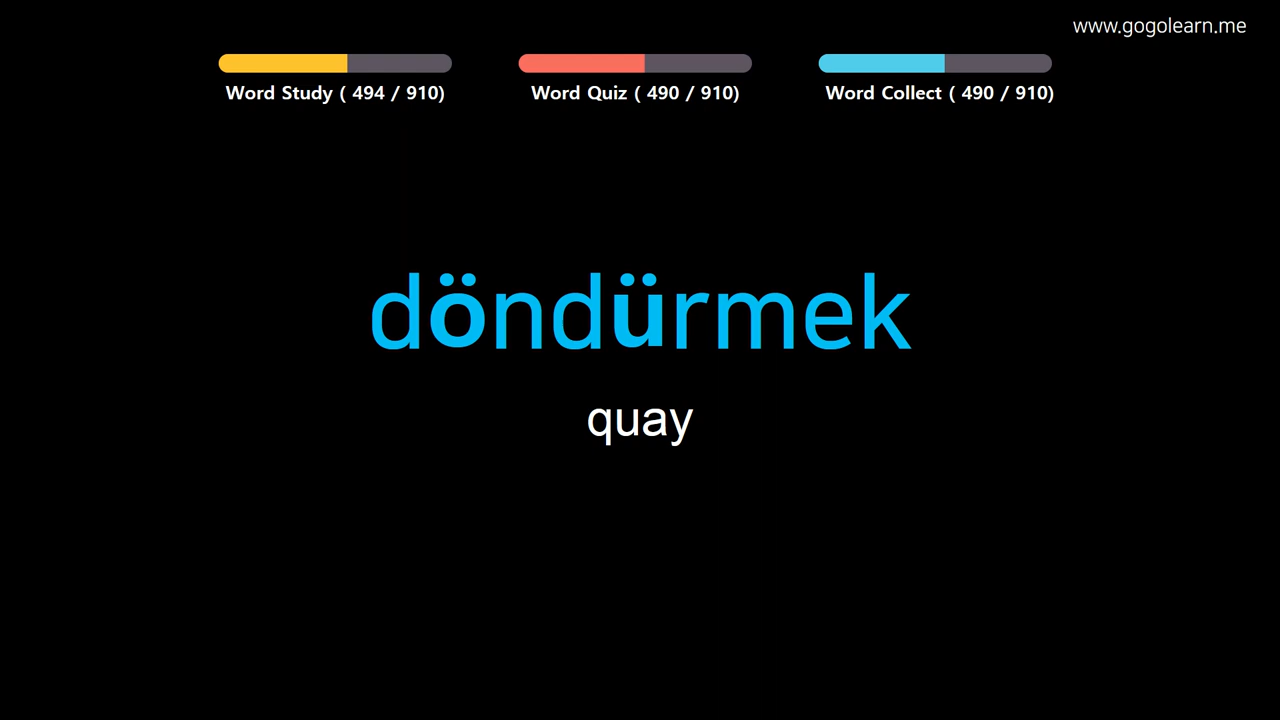 www.gogolearn.me
Word Study ( 494 / 910)
Word Quiz ( 490 / 910)
Word Collect ( 490 / 910)
döndürmek
quay